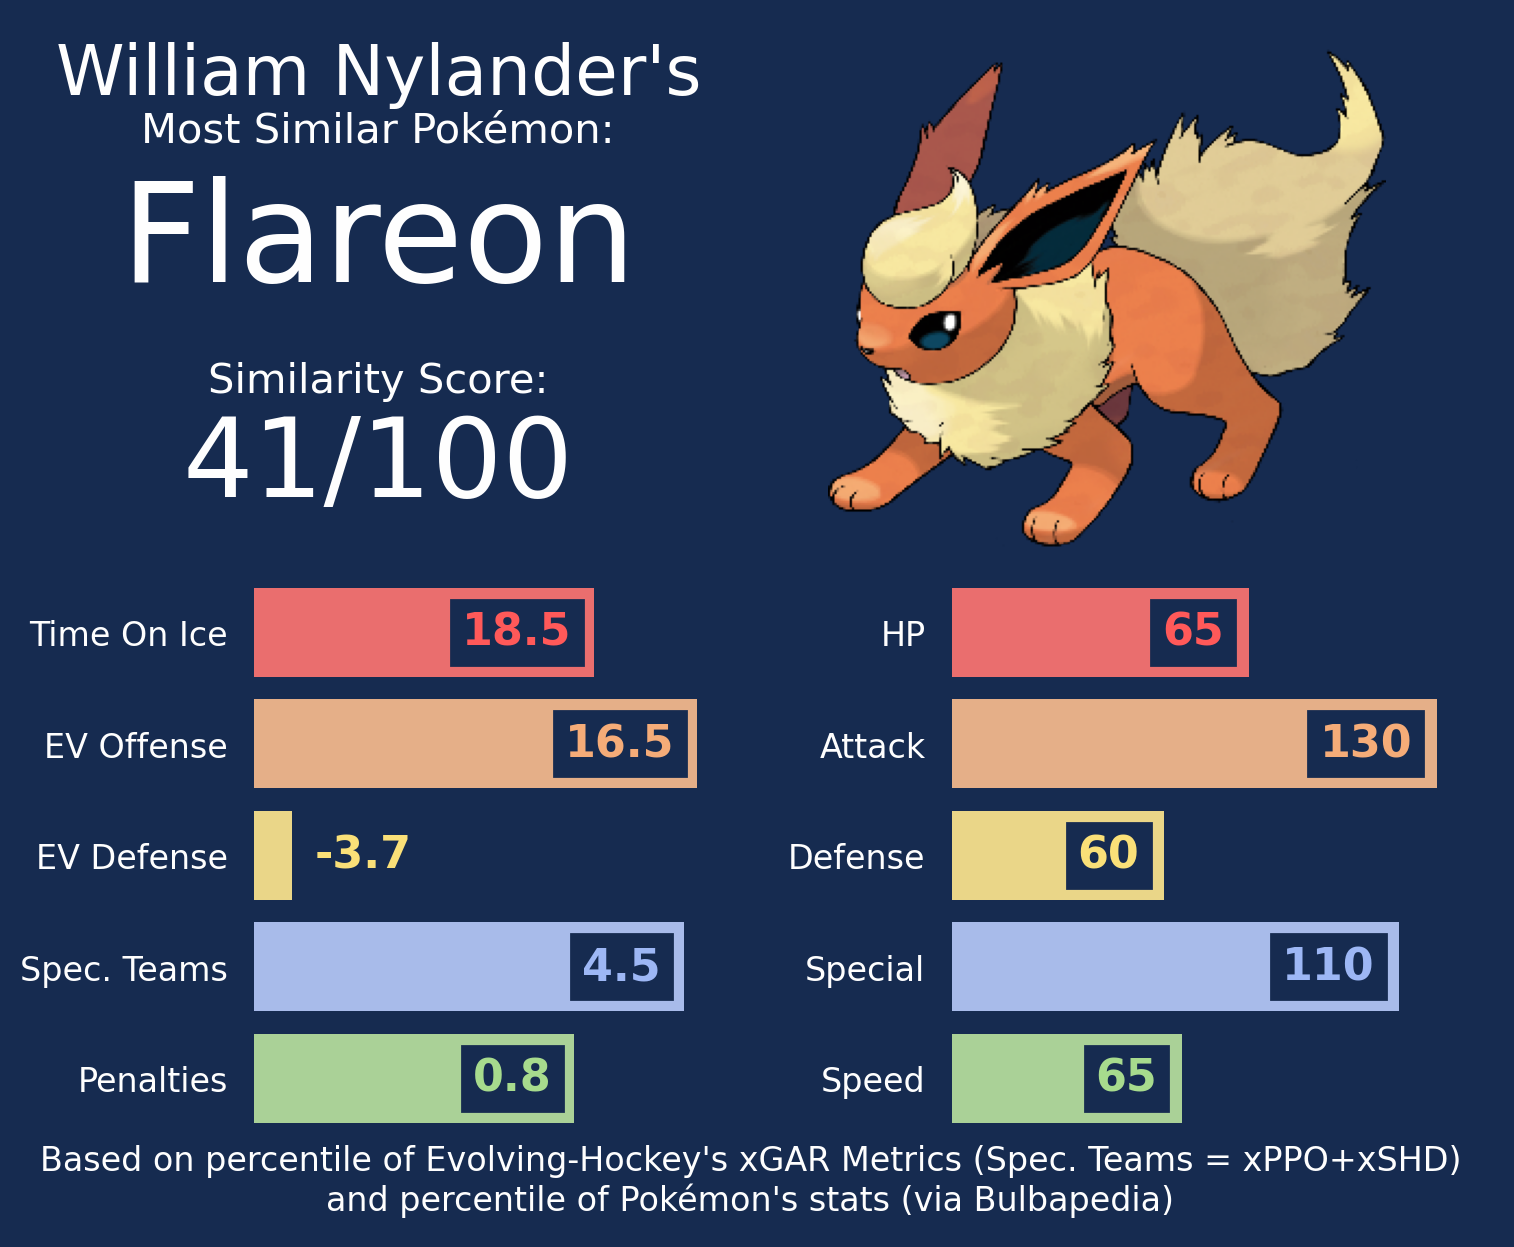 William Nylander's
Most Similar Pokémon:
Flareon
Similarity Score:
41/100
Time On Ice 18.5
EV Offense 16.5
EV Defense -3.7
Spec. Teams 4.5
Penalties 0.8
HP 65
Attack 130
Defense 60
Special 110
Speed 65
Based on percentile of Evolving-Hockey's xGAR Metrics (Spec. Teams = xPPO+xSHD)
and percentile of Pokémon's stats (via Bulbapedia)